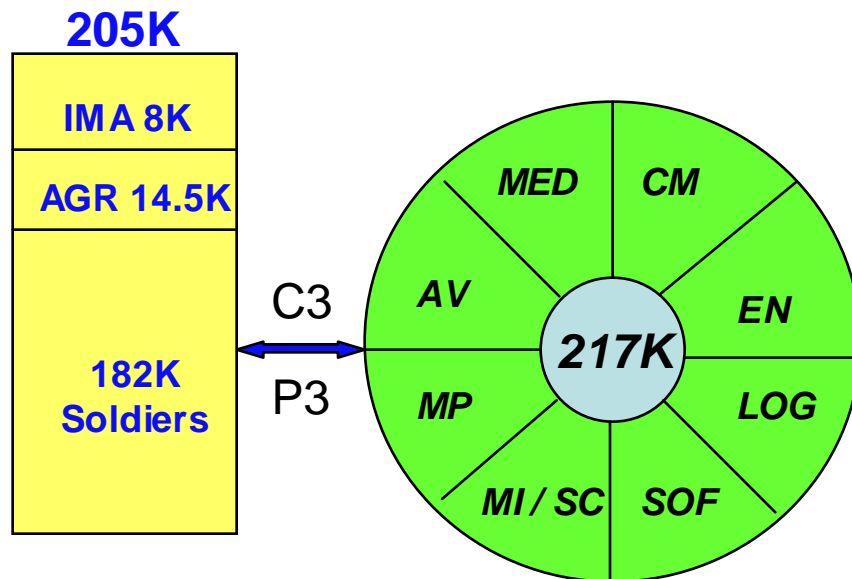 205K
IMA 8K
AGR 14.5K
182K
Soldiers
C3
P3
MED
CM
AV
EN
217K
MP
LOG
MI / SC
SOF